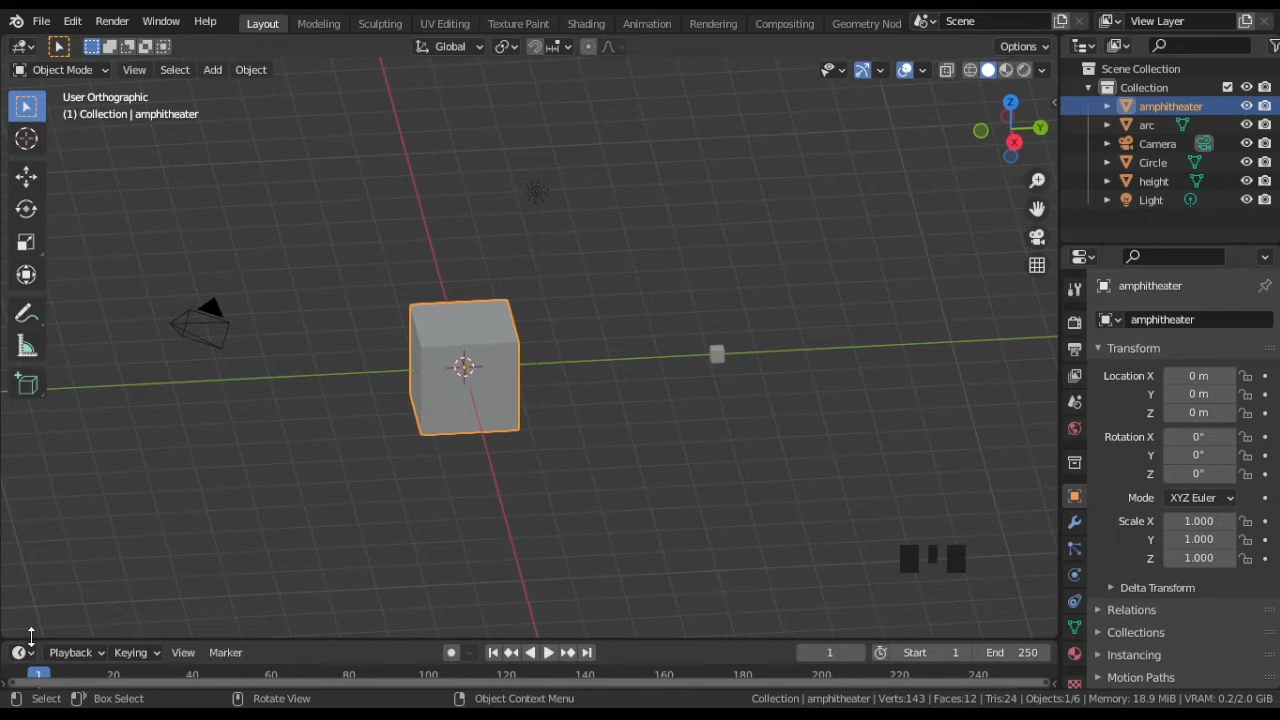 File Edit Render Window Help Layout Modeling Sculpting UV Editing Texture Paint Shading Animation Rendering Compositing Geometry Nod Scene View Layer
Global Options
Object Mode View Select Add Object
User Orthographic
(1) Collection | amphitheater
Z
Y
X
Scene Collection
Collection
amphitheater
arc
Camera
Circle
height
Light
amphitheater
amphitheater
Transform
Location X 0 m
Y 0 m
Z 0 m
Rotation X 0°
Y 0°
Z 0°
Mode XYZ Euler
Scale X 1.000
Y 1.000
Z 1.000
Delta Transform
Relations
Collections
Instancing
Motion Paths
Playback Keying View Marker 1 Start 1 End 250
1 20 40 60 80 100 120 140 160 180 200 220 240
Select Box Select Rotate View Object Context Menu Collection | amphitheater | Verts:143 | Faces:12 | Tris:24 | Objects:1/6 | Memory: 18.9 MiB | VRAM: 0.2/2.0 GiB